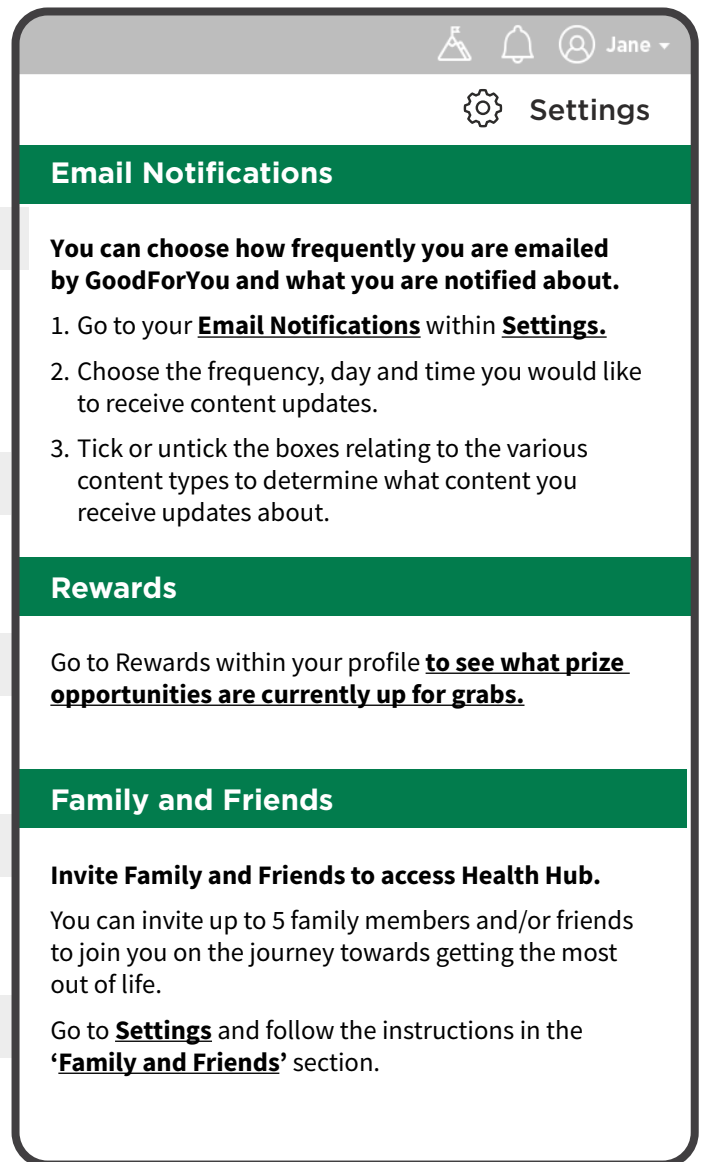 Jane
Settings
Email Notifications
You can choose how frequently you are emailed
by GoodForYou and what you are notified about.
1. Go to your Email Notifications within Settings.
2. Choose the frequency, day and time you would like
to receive content updates.
3. Tick or untick the boxes relating to the various
content types to determine what content you
receive updates about.
Rewards
Go to Rewards within your profile to see what prize
opportunities are currently up for grabs.
Family and Friends
Invite Family and Friends to access Health Hub.
You can invite up to 5 family members and/or friends
to join you on the journey towards getting the most
out of life.
Go to Settings and follow the instructions in the
‘Family and Friends’ section.